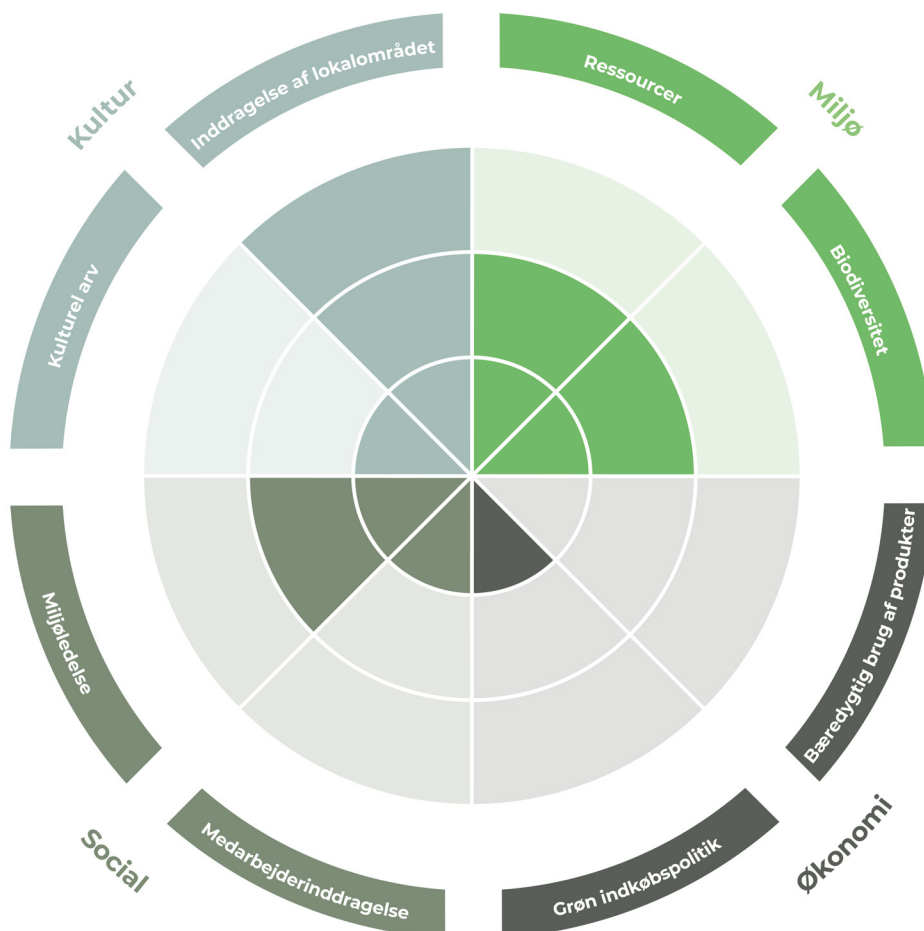 Kultur
Inddragelse af lokalområdet
Ressourcer
Miljø
Kulturel arv
Biodiversitet
Miljøledelse
Bæredygtig brug af produkter
Social
Medarbejderinddragelse
Grøn indkøbspolitik
Økonomi